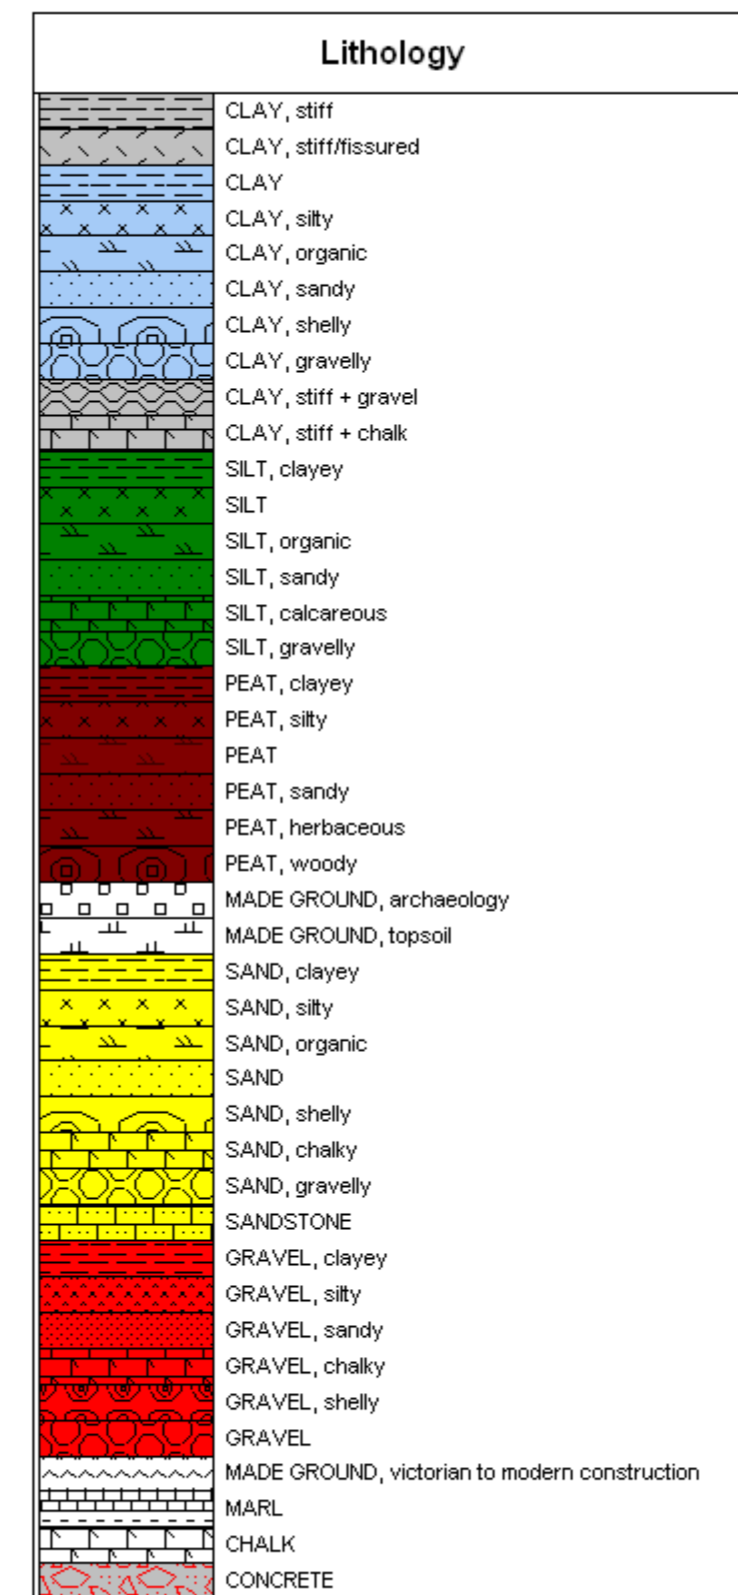 Lithology
CLAY, stiff
CLAY, stiff/fissured
CLAY
CLAY, silty
CLAY, organic
CLAY, sandy
CLAY, shelly
CLAY, gravelly
CLAY, stiff + gravel
CLAY, stiff + chalk
SILT, clayey
SILT
SILT, organic
SILT, sandy
SILT, calcareous
SILT, gravelly
PEAT, clayey
PEAT, silty
PEAT
PEAT, sandy
PEAT, herbaceous
PEAT, woody
MADE GROUND, archaeology
MADE GROUND, topsoil
SAND, clayey
SAND, silty
SAND, organic
SAND
SAND, shelly
SAND, chalky
SAND, gravelly
SANDSTONE
GRAVEL, clayey
GRAVEL, silty
GRAVEL, sandy
GRAVEL, chalky
GRAVEL, shelly
GRAVEL
MADE GROUND, victorian to modern construction
MARL
CHALK
CONCRETE